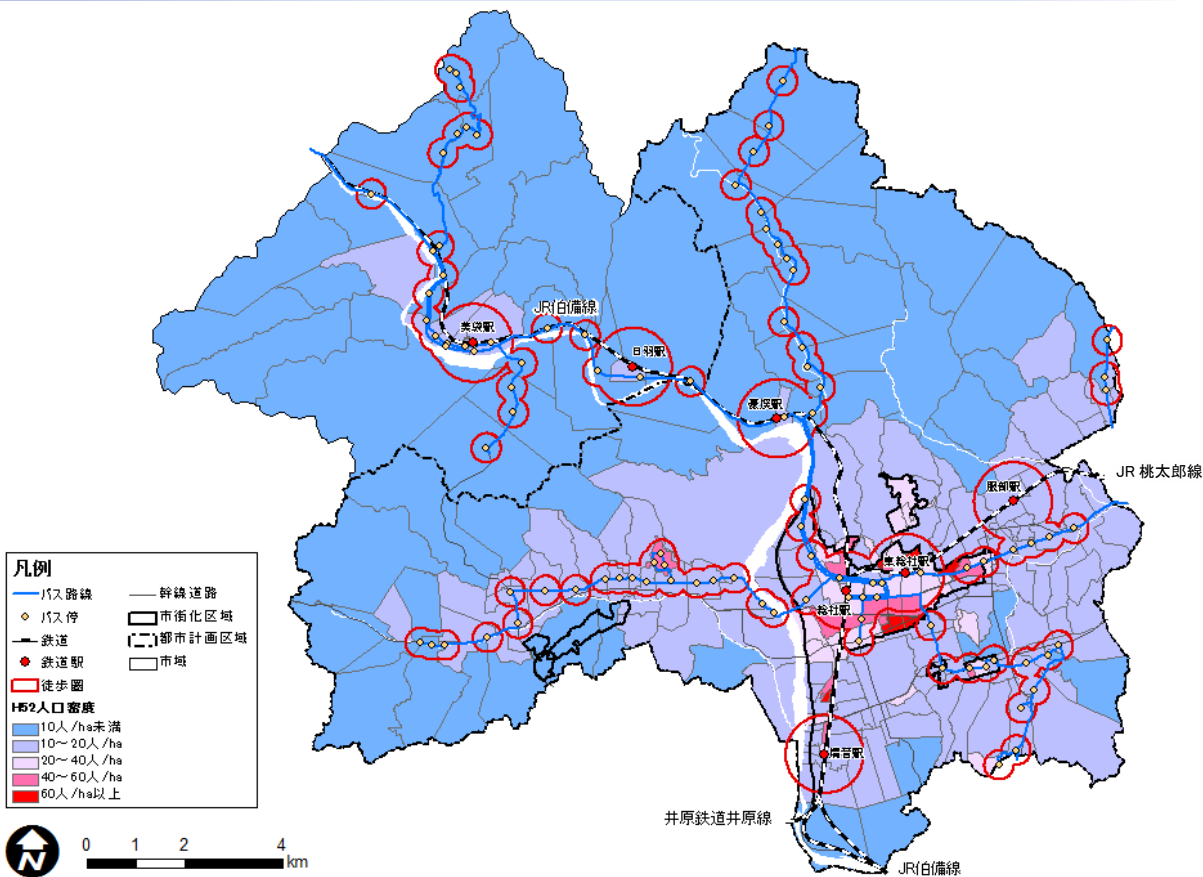 JR伯備線
美袋駅
日羽駅
豪渓駅
JR 桃太郎線
服部駅
東総社駅
総社駅
清音駅
井原鉄道井原線
JR伯備線
凡例
バス路線
バス停
鉄道
鉄道駅
徒歩圏
幹線道路
市街化区域
都市計画区域
市域
H52人口密度
10人/ha未満
10～20人/ha
20～40人/ha
40～60人/ha
60人/ha以上
N
0 1 2 4
km